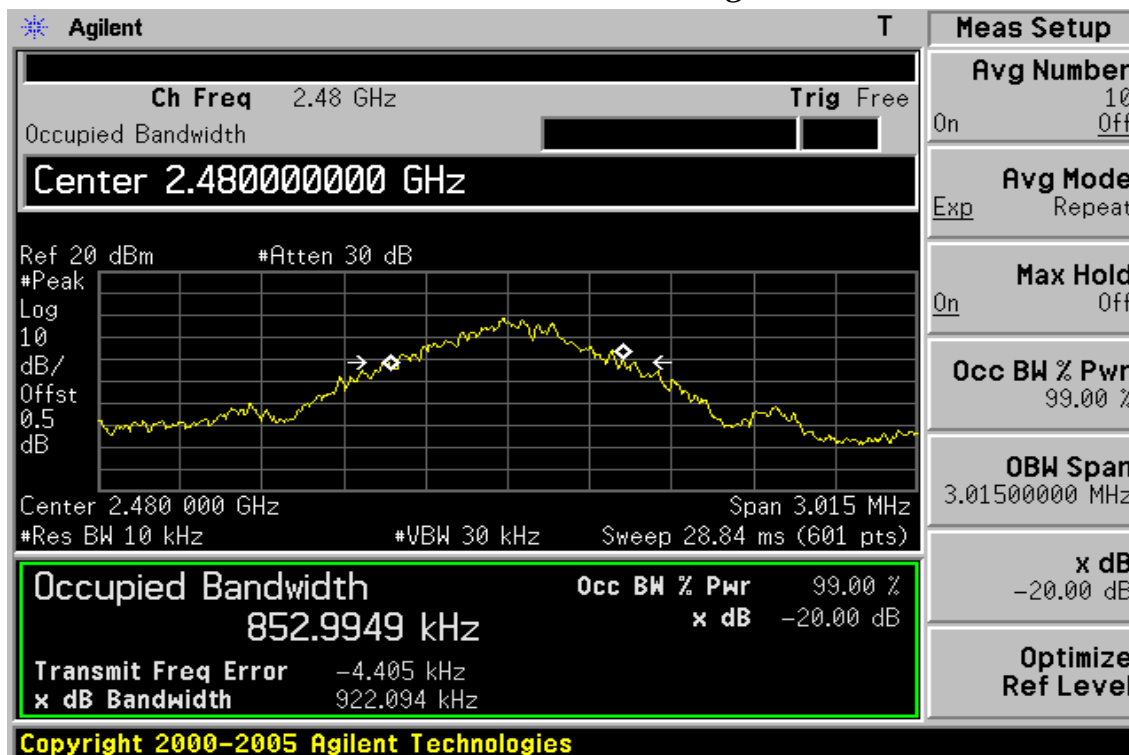 Agilent T
Ch Freq 2.48 GHz Trig Free
Occupied Bandwidth
Center 2.480000000 GHz
Ref 20 dBm #Atten 30 dB
#Peak
Log
10
dB/
Offst
0.5
dB
Center 2.480 000 GHz Span 3.015 MHz
#Res BW 10 kHz #VBW 30 kHz Sweep 28.84 ms (601 pts)
Occupied Bandwidth Occ BW % Pwr 99.00 %
852.9949 kHz x dB -20.00 dB
Transmit Freq Error -4.405 kHz
x dB Bandwidth 922.094 kHz
Copyright 2000-2005 Agilent Technologies
Meas Setup
Avg Number
10
On Off
Avg Mode
Exp Repeat
Max Hold
On Off
Occ BW % Pwr
99.00 %
OBW Span
3.01500000 MHz
x dB
-20.00 dB
Optimize
Ref Level